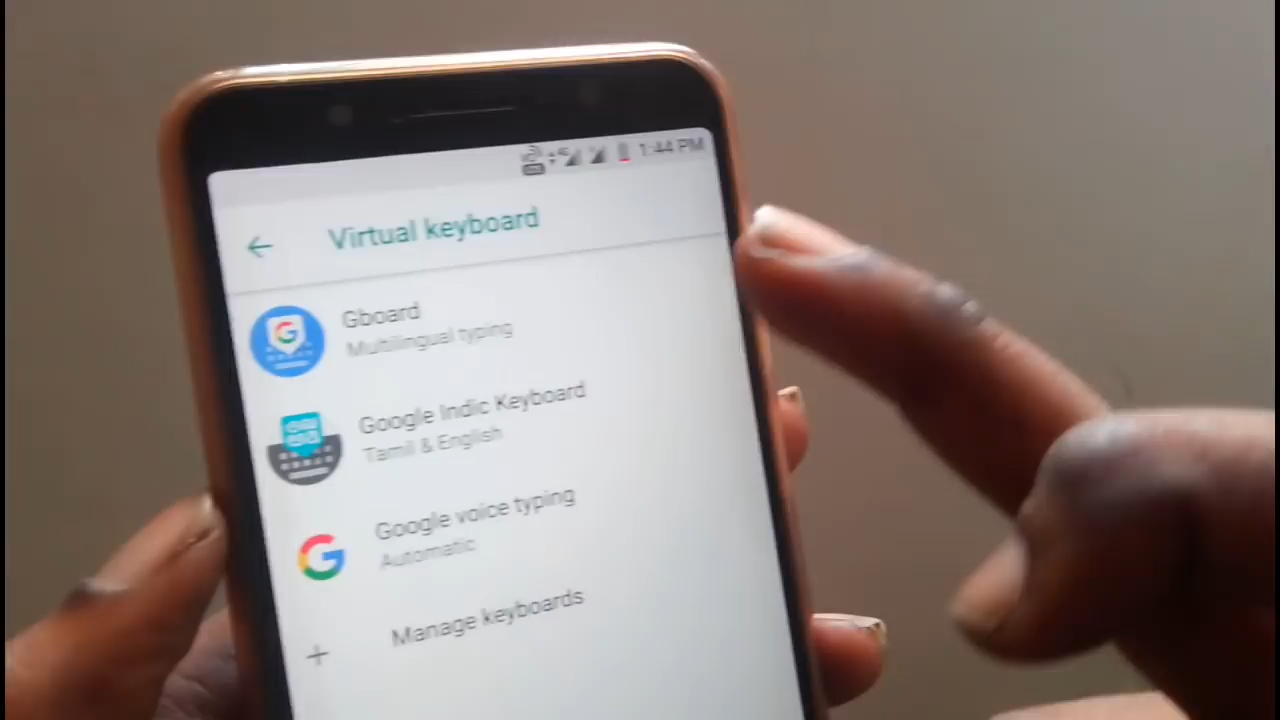 1:44 PM
Virtual keyboard
Gboard
Multilingual typing
Google Indic Keyboard
Tamil & English
Google voice typing
Automatic
Manage keyboards